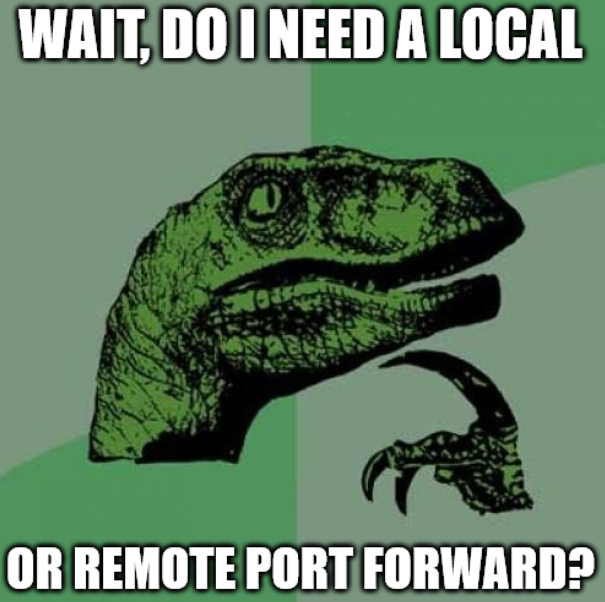 WAIT, DO I NEED A LOCAL
OR REMOTE PORT FORWARD?